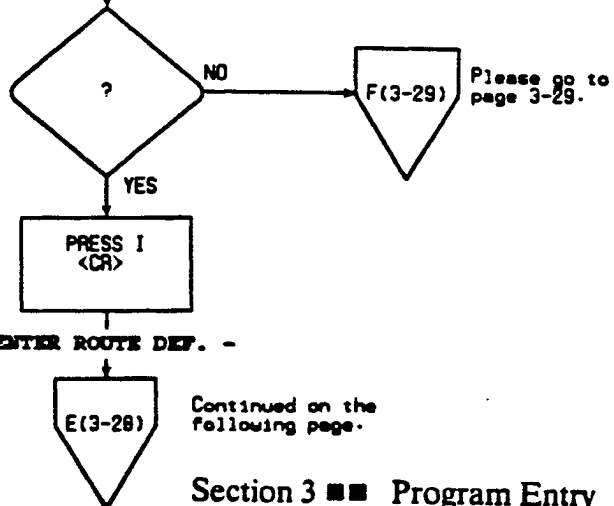 ?
NO
F(3-29)
Please go to
page 3-29.
YES
PRESS I
<CR>
ENTER ROUTE DEF. -
E(3-28)
Continued on the
following page.
Section 3 ■■ Program Entry